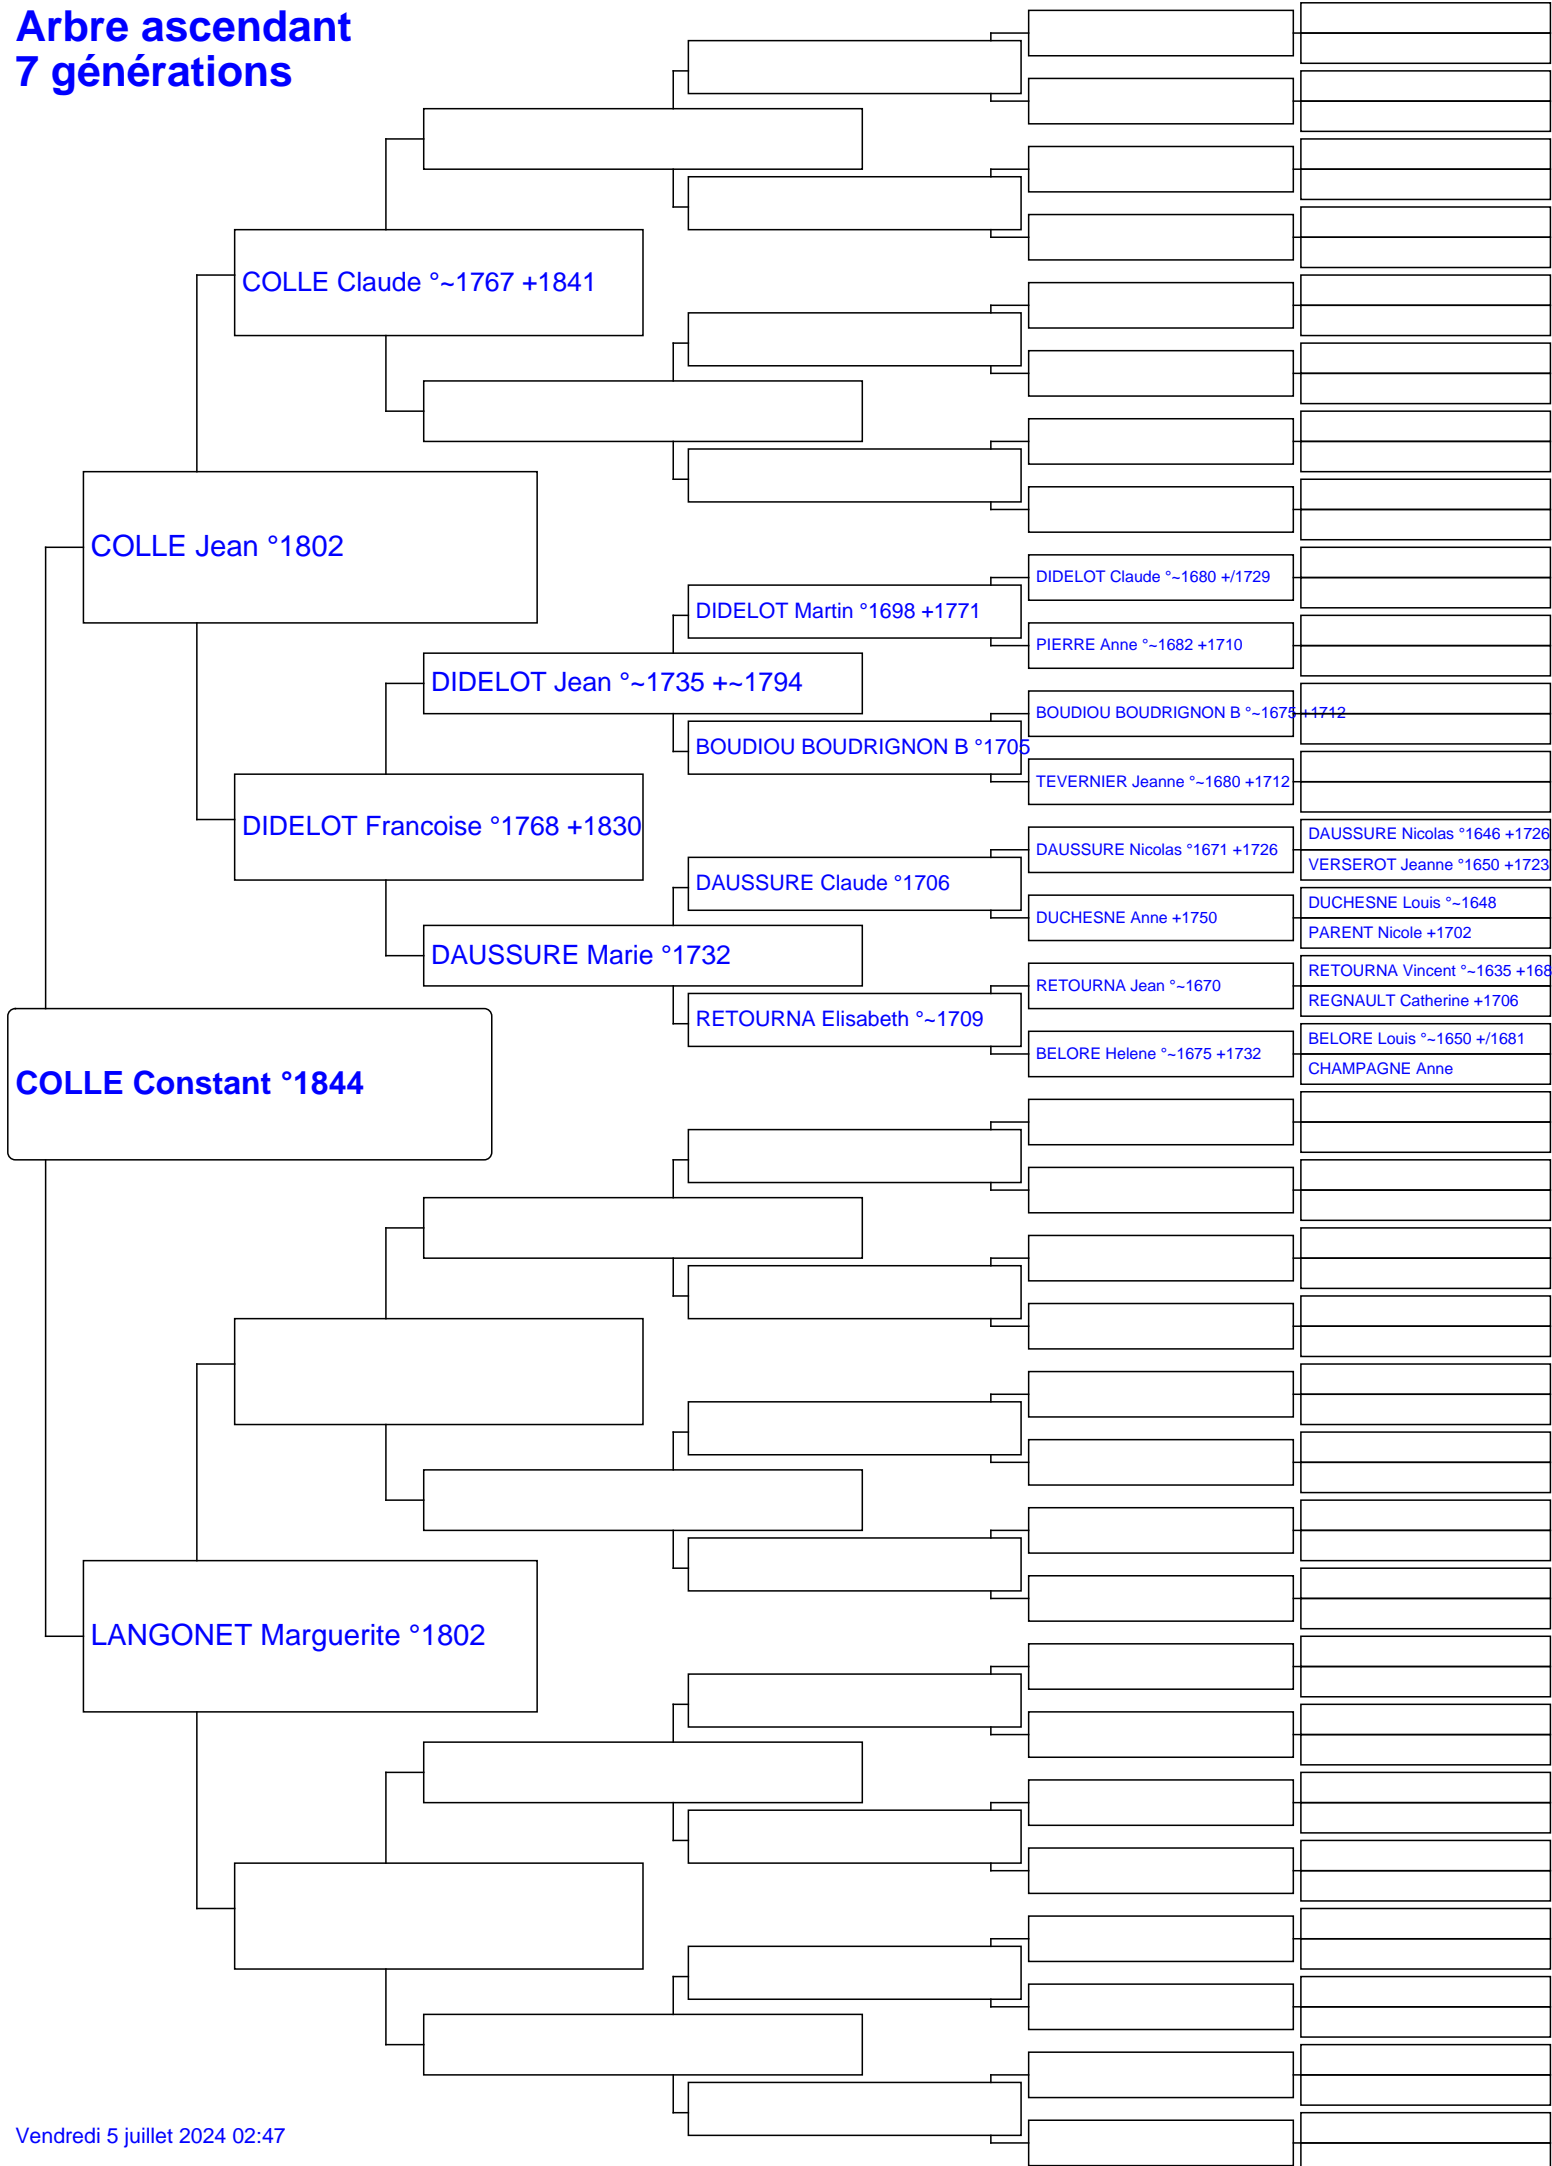 Arbre ascendant
7 générations
COLLE Claude °~1767 +1841
COLLE Jean °1802
DIDELOT Claude °~1680 +/1729
DIDELOT Martin °1698 +1771
PIERRE Anne °~1682 +1710
DIDELOT Jean °~1735 +~1794
BOUDIOU BOUDRIGNON B °~1675 +1712
BOUDIOU BOUDRIGNON B °1705
TEVERNIER Jeanne °~1680 +1712
DIDELOT Francoise °1768 +1830
DAUSSURE Nicolas °1646 +1726
DAUSSURE Nicolas °1671 +1726
VERSEROT Jeanne °1650 +1723
DAUSSURE Claude °1706
DUCHESNE Louis °~1648
DUCHESNE Anne +1750
PARENT Nicole +1702
DAUSSURE Marie °1732
RETOURNA Vincent °~1635 +168
RETOURNA Jean °~1670
REGNAULT Catherine +1706
RETOURNA Elisabeth °~1709
BELORE Louis °~1650 +/1681
BELORE Helene °~1675 +1732
CHAMPAGNE Anne
COLLE Constant °1844
LANGONET Marguerite °1802
Vendredi 5 juillet 2024 02:47